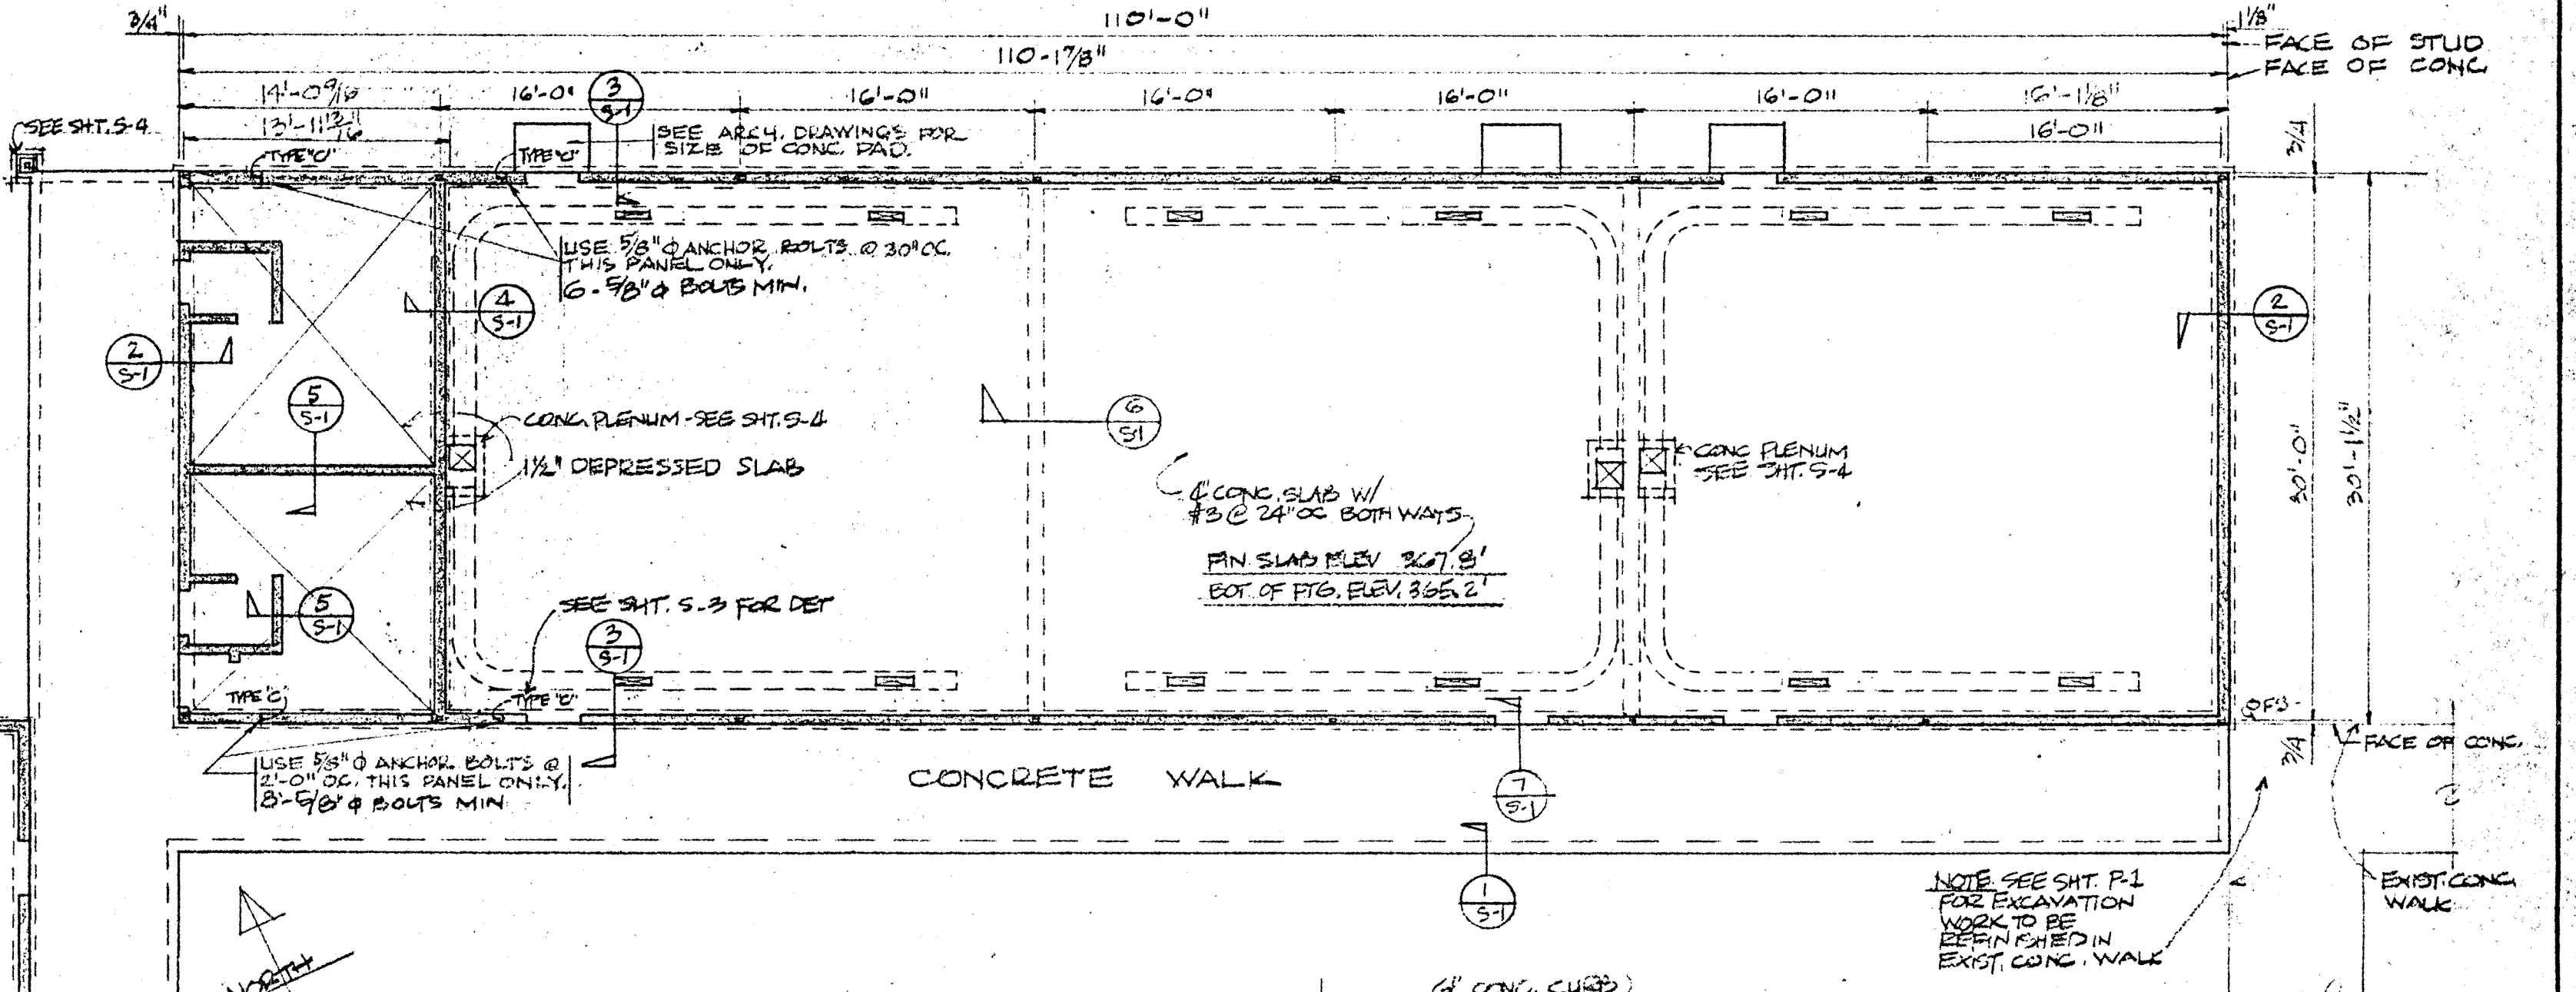 3/4"
110'-0"
1 1/8"
FACE OF STUD
110-1 7/8"
FACE OF CONC
14'-0 9/16
16'-0"
3
S-1
16'-0"
16'-0"
16'-0"
16'-0"
16'-1 1/8"
SEE SHT. S-4
13'-11 13/16
SEE ARCH. DRAWINGS FOR
SIZE OF CONC. PAD.
16'-0"
3/4
TYPE "C"
TYPE "C"
USE 5/8" φ ANCHOR BOLTS @ 30" OC.
THIS PANEL ONLY.
6 - 5/8" φ BOLTS MIN.
4
S-1
2
S-1
2
S-1
5
S-1
6
S-1
CONC. PLENUM - SEE SHT. S-4
1 1/2" DEPRESSED SLAB
CONC PLENUM
SEE SHT. S-4
30'-0"
30'-1 1/2"
4" CONC. SLAB W/
#3 @ 24" OC BOTH WAYS
FIN. SLAB ELEV 367.8'
BOT. OF FTG. ELEV. 365.2'
SEE SHT. S-3 FOR DET
5
S-1
3
S-1
TYPE "C"
TYPE "C"
3/4
FACE OF CONC.
USE 5/8" φ ANCHOR BOLTS @
2'-0" OC. THIS PANEL ONLY.
8 - 5/8" φ BOLTS MIN
CONCRETE WALK
7
S-1
1
S-1
NOTE SEE SHT. P-1
FOR EXCAVATION
WORK TO BE
REFINISHED IN
EXIST. CONC. WALK
EXIST. CONC.
WALK
NORTH
6" CONC. CURB